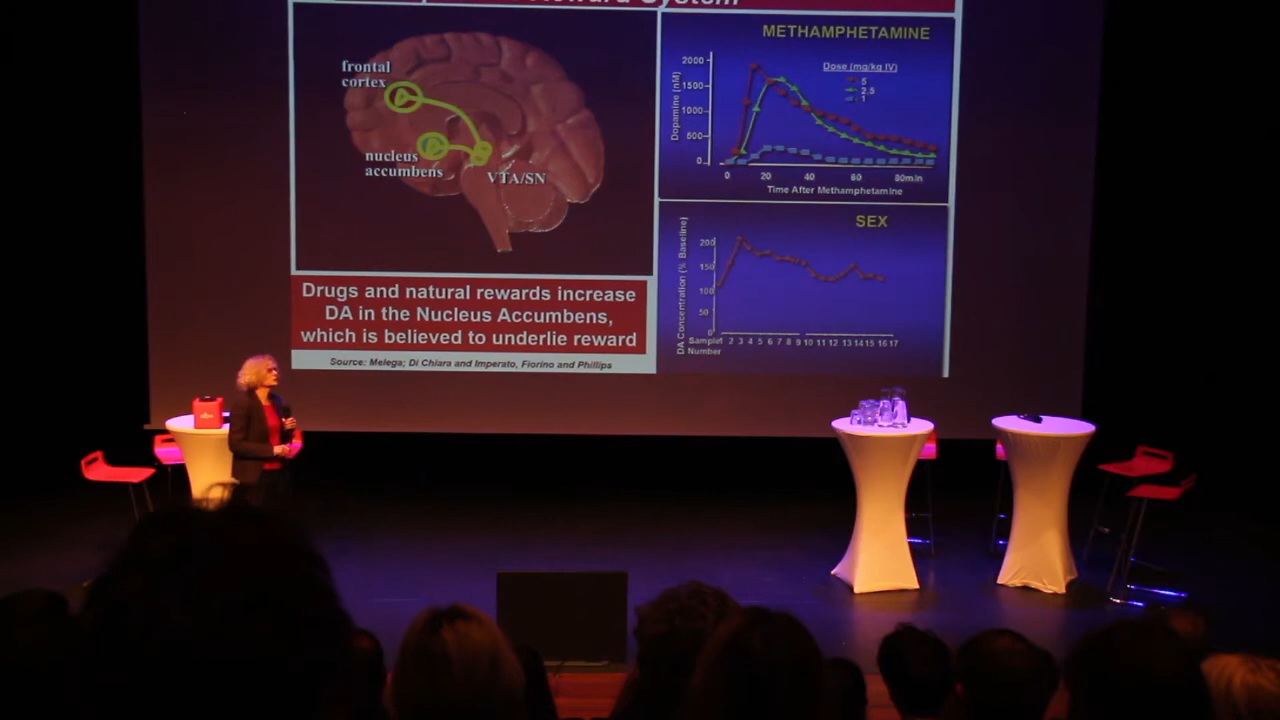 Reward System
frontal
cortex
nucleus
accumbens
VTA/SN
Drugs and natural rewards increase
DA in the Nucleus Accumbens,
which is believed to underlie reward
Source: Melega; Di Chiara and Imperato, Fiorino and Phillips
METHAMPHETAMINE
Dose (mg/kg IV)
5
2.5
1
Dopamine (nM)
2000
1500
1000
500
0
0 20 40 60 80min
Time After Methamphetamine
SEX
DA Concentration (% Baseline)
200
150
100
50
0
Sample1 2 3 4 5 6 7 8 9 10 11 12 13 14 15 16 17
Number